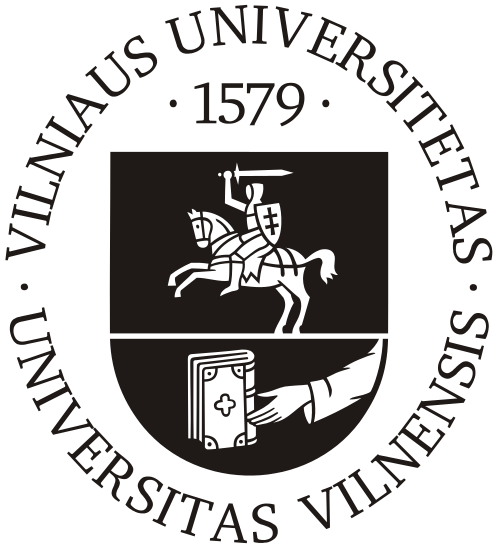 VILNIAUS UNIVERSITETAS
· 1579 ·
· UNIVERSITAS VILNENSIS ·